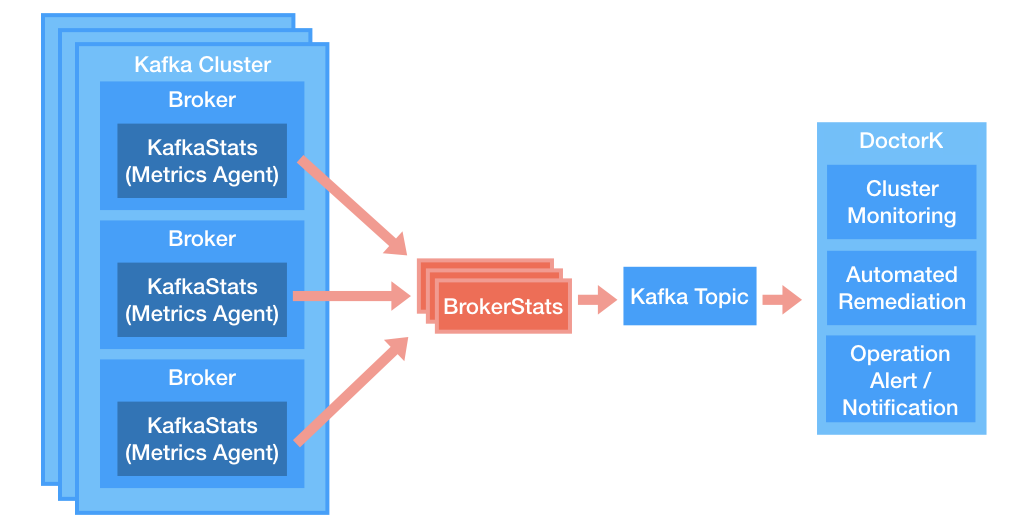 Kafka Cluster
Broker
KafkaStats
(Metrics Agent)
Broker
KafkaStats
(Metrics Agent)
Broker
KafkaStats
(Metrics Agent)
BrokerStats
Kafka Topic
DoctorK
Cluster
Monitoring
Automated
Remediation
Operation
Alert /
Notification